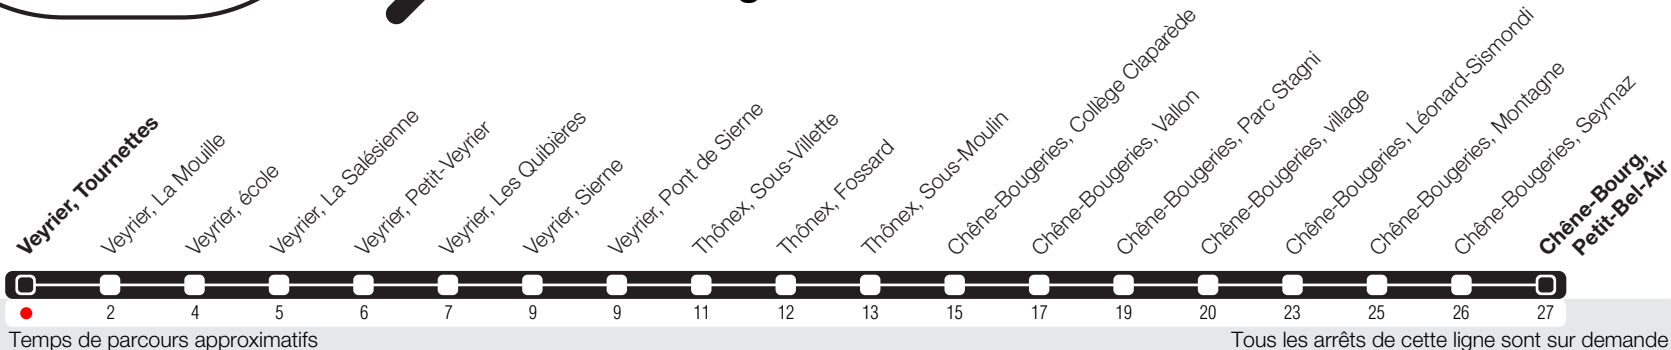 Veyrier, Tournettes
Veyrier, La Mouille
Veyrier, école
Veyrier, La Salésienne
Veyrier, Petit-Veyrier
Veyrier, Les Quibières
Veyrier, Sierne
Veyrier, Pont de Sierne
Thônex, Sous-Villette
Thônex, Fossard
Thônex, Sous-Moulin
Chêne-Bougeries, Collège Claparède
Chêne-Bougeries, Vallon
Chêne-Bougeries, Parc Stagni
Chêne-Bougeries, village
Chêne-Bougeries, Léonard-Sismondi
Chêne-Bougeries, Montagne
Chêne-Bougeries, Seymaz
Chêne-Bourg,
Petit-Bel-Air
2 4 5 6 7 9 9 11 12 13 15 17 19 20 23 25 26 27
Temps de parcours approximatifs
Tous les arrêts de cette ligne sont sur demande